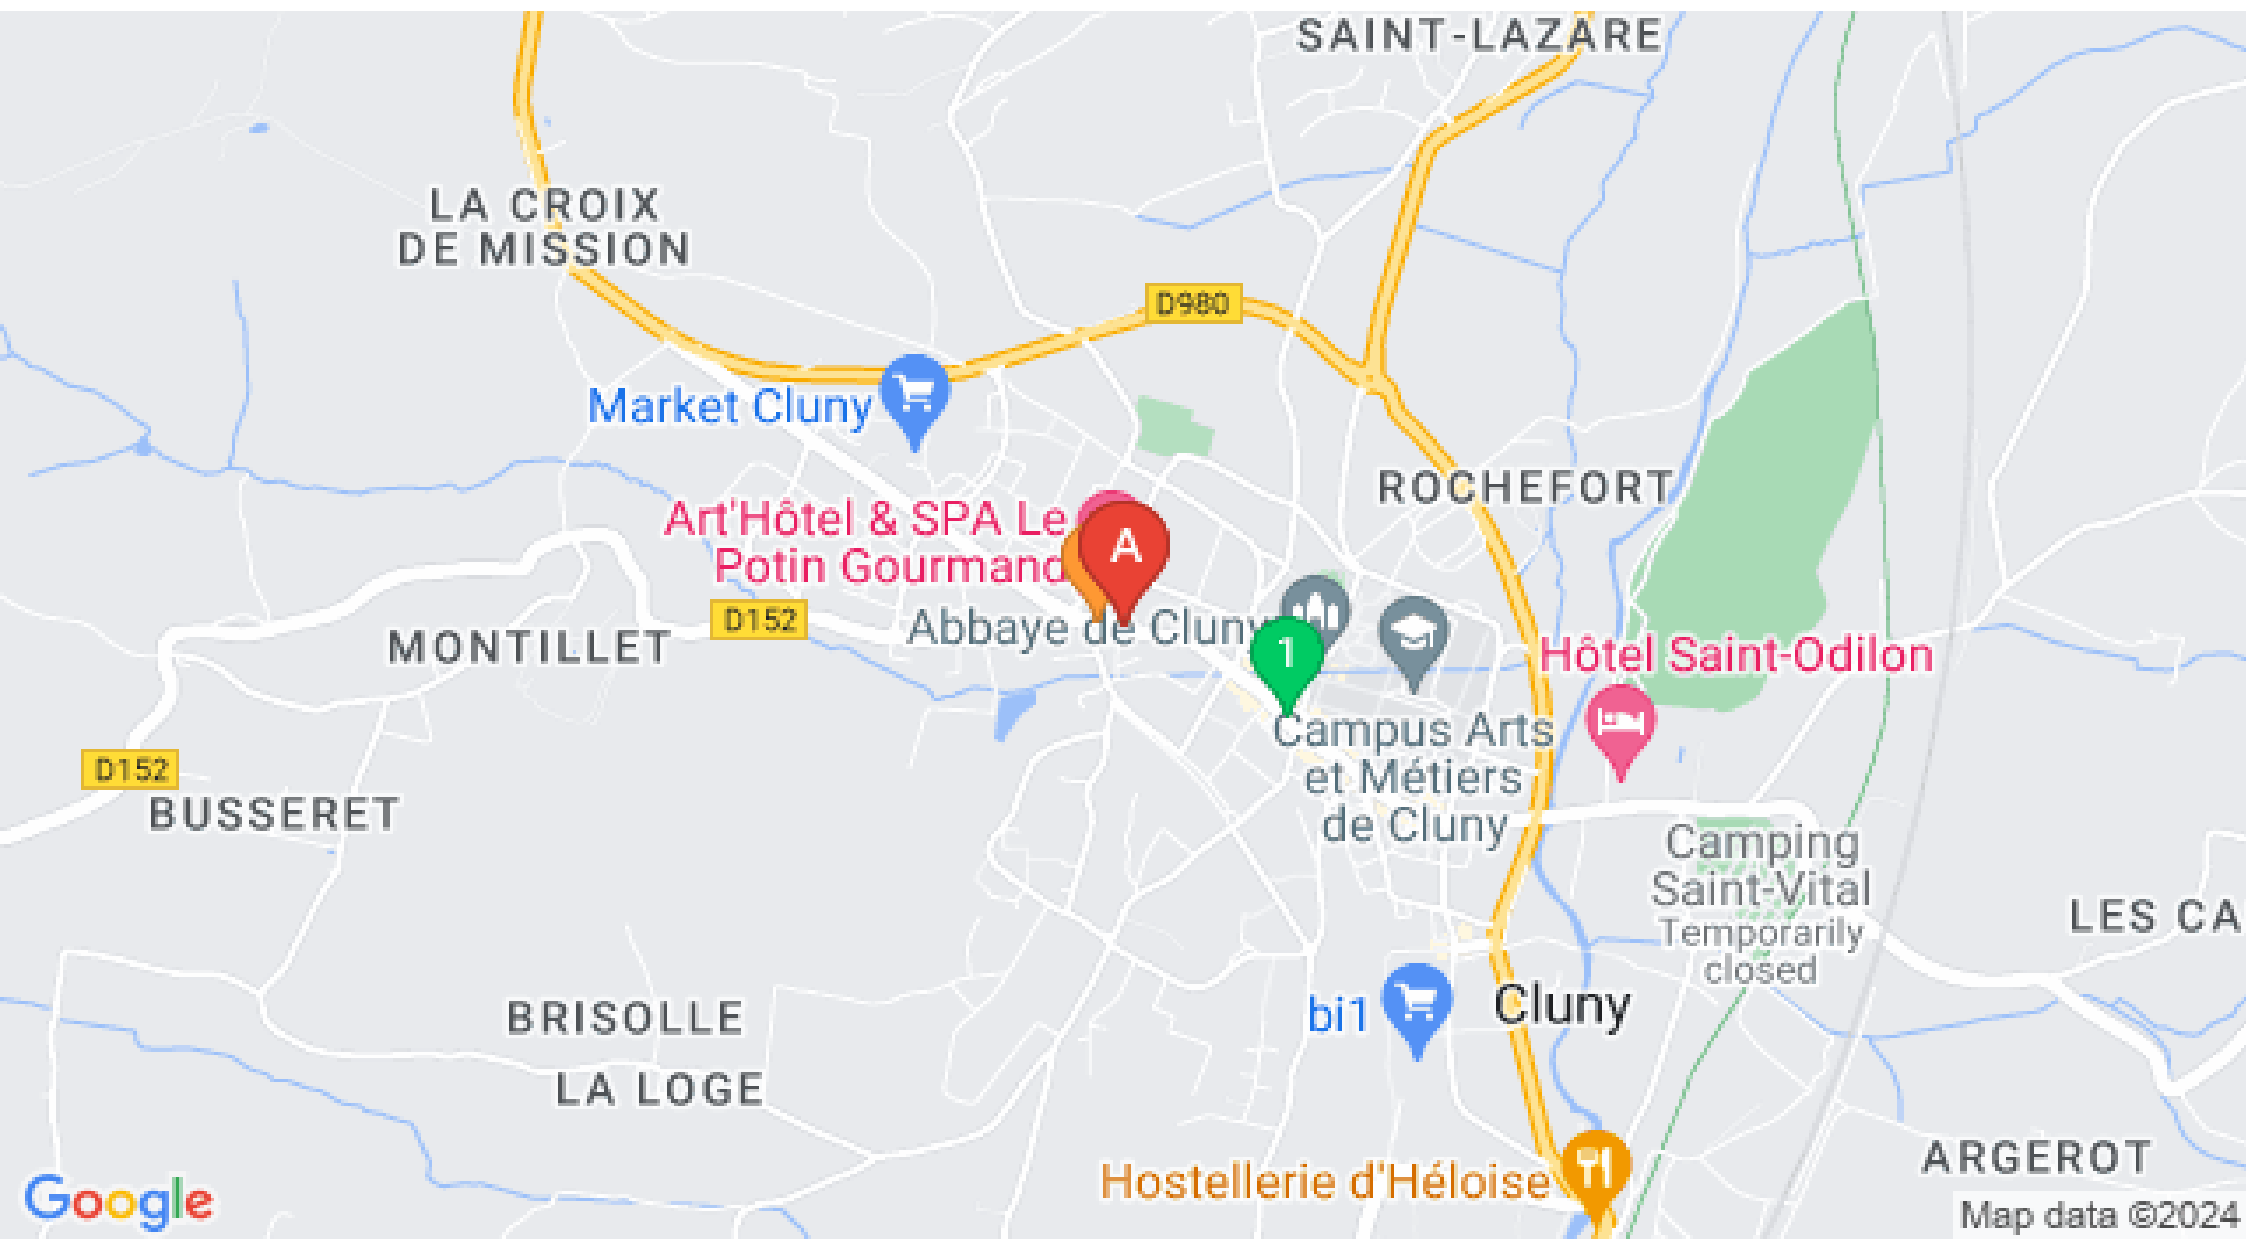 SAINT-LAZARE
LA CROIX
DE MISSION
D980
Market Cluny
ROCHEFORT
Art'Hôtel & SPA Le
Potin Gourmand
A
D152
Abbaye de Cluny
MONTILLET
1
Hôtel Saint-Odilon
Campus Arts
et Métiers
de Cluny
D152
BUSSERET
Camping
Saint-Vital
Temporarily
closed
LES CA
BRISOLLE
bi1
Cluny
LA LOGE
ARGEROT
Hostellerie d'Héloise
Google
Map data ©2024